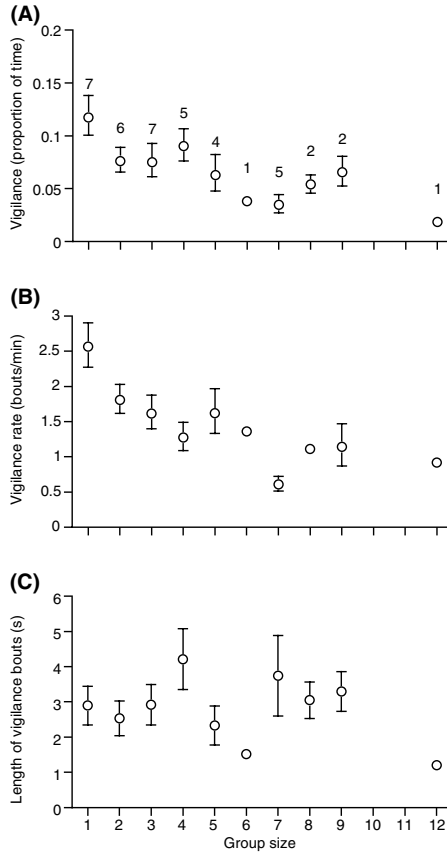 (A)
Vigilance (proportion of time)
0.2
0.15
0.1
0.05
0
7 6 7 5 4 1 5 2 2 1
(B)
Vigilance rate (bouts/min)
3
2.5
2
1.5
1
0.5
0
(C)
Length of vigilance bouts (s)
6
5
4
3
2
1
0
1 2 3 4 5 6 7 8 9 10 11 12
Group size